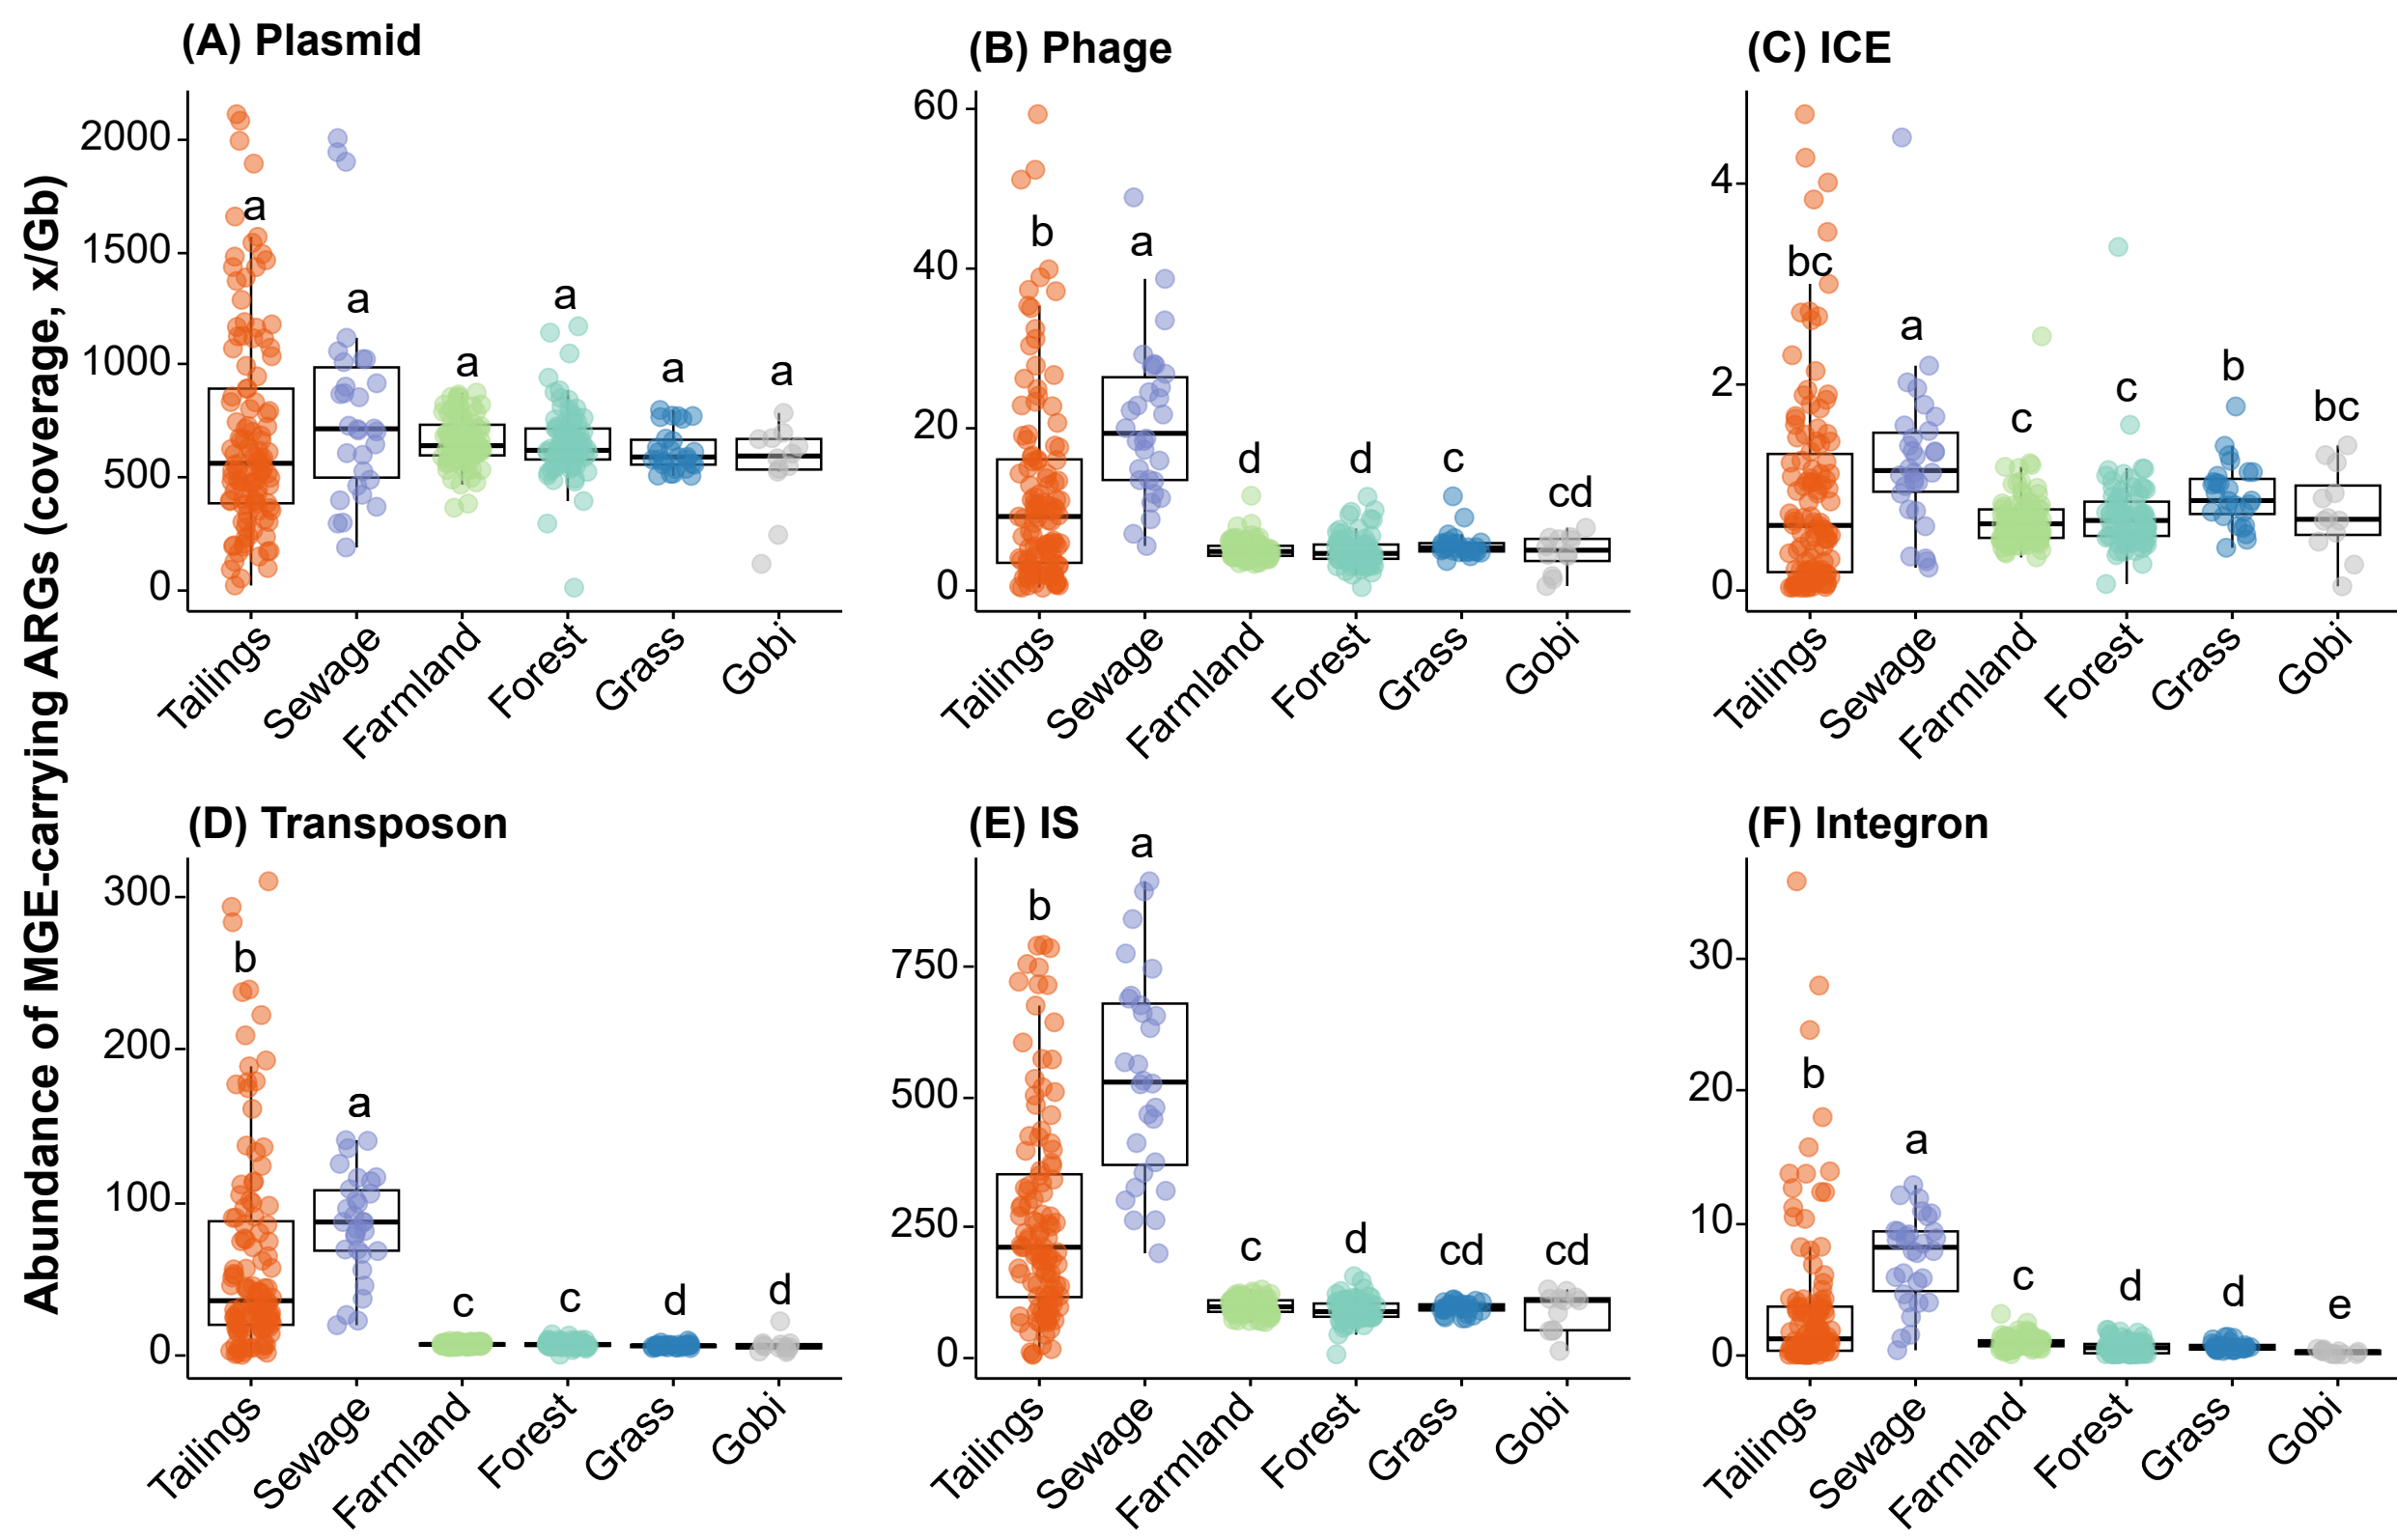 Abundance of MGE-carrying ARGs (coverage, x/Gb)
(A) Plasmid
2000
1500
1000
500
0
a
a
a
a
a
a
Tailings
Sewage
Farmland
Forest
Grass
Gobi
(B) Phage
60
40
20
0
b
a
d
d
c
cd
Tailings
Sewage
Farmland
Forest
Grass
Gobi
(C) ICE
4
2
0
bc
a
c
c
b
bc
Tailings
Sewage
Farmland
Forest
Grass
Gobi
(D) Transposon
300
200
100
0
b
a
c
c
d
d
Tailings
Sewage
Farmland
Forest
Grass
Gobi
(E) IS
750
500
250
0
b
a
c
d
cd
cd
Tailings
Sewage
Farmland
Forest
Grass
Gobi
(F) Integron
30
20
10
0
b
a
c
d
d
e
Tailings
Sewage
Farmland
Forest
Grass
Gobi